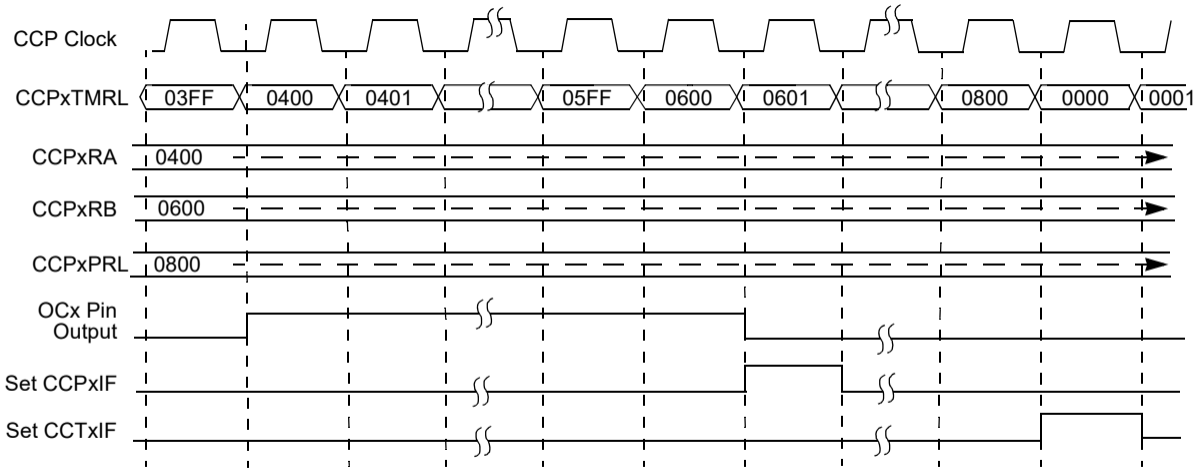 CCP Clock
CCPxTMRL 03FF 0400 0401 05FF 0600 0601 0800 0000 0001
CCPxRA 0400
CCPxRB 0600
CCPxPRL 0800
OCx Pin
Output
Set CCPxIF
Set CCTxIF